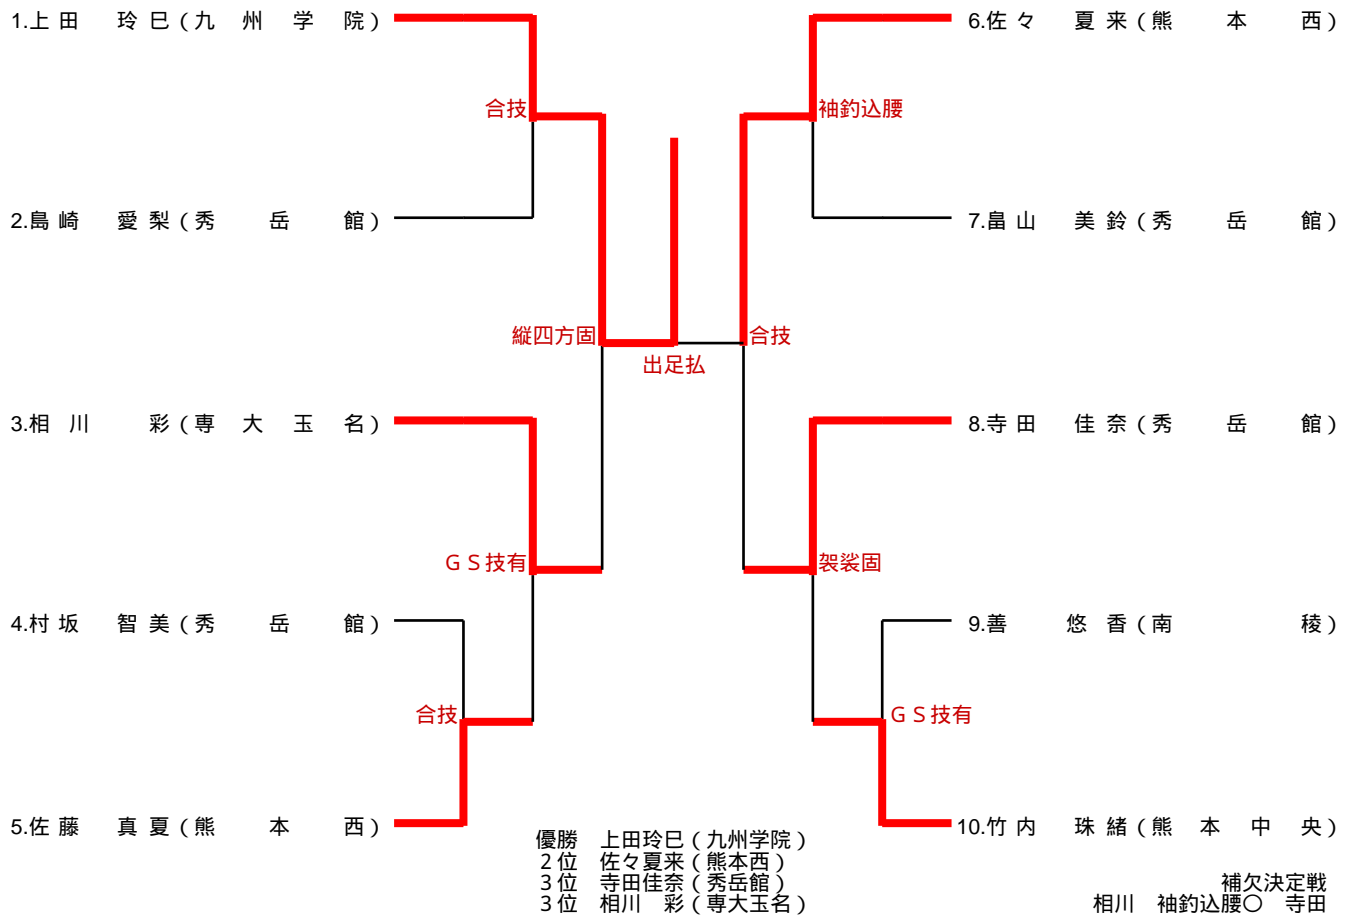 1.上田 玲巳(九州学院)
6.佐々 夏来(熊本西)
合技
袖釣込腰
2.島崎 愛梨(秀岳館)
7.畠山 美鈴(秀岳館)
縦四方固
合技
出足払
3.相川 彩(専大玉名)
8.寺田 佳奈(秀岳館)
GS技有
袈裟固
4.村坂 智美(秀岳館)
9.善 悠香(南稜)
合技
GS技有
5.佐藤 真夏(熊本西)
10.竹内 珠緒(熊本中央)
優勝 上田玲巳(九州学院)
2位 佐々夏来(熊本西)
3位 寺田佳奈(秀岳館)
3位 相川 彩(専大玉名)
補欠決定戦
相川 袖釣込腰〇 寺田